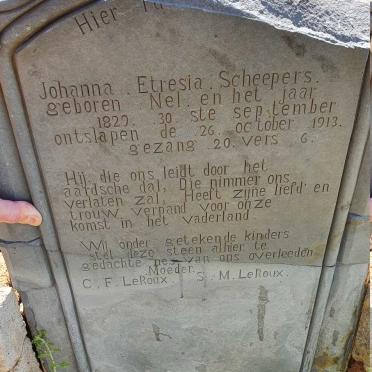 Hier
Johanna. Etresia. Scheepers.
geboren Nel. en het jaar
1829. 30. ste september
ontslapen de 26. october 1913.
gezang 20. vers 6.
Hij. die ons leidt door het
aardsche dal, Die nimmer ons
verlaten zal, Heeft zijne liefd' en
trouw verpand voor onze
komst in het vaderland
Wij onder getekende kinders
stel deze steen alhier te
gedachte nes van ons overleeden
Moeder.
C. F. LeRoux. S. M. LeRoux.